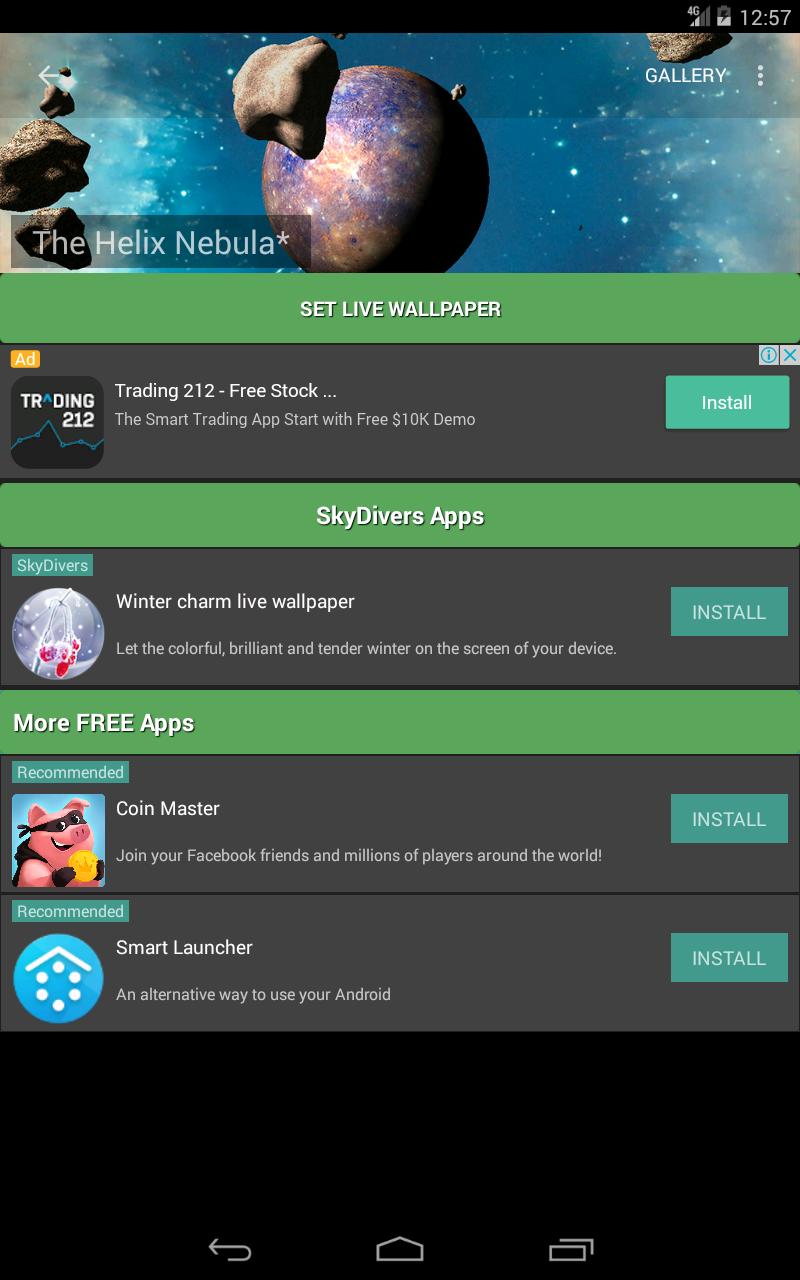 4G 12:57
GALLERY
The Helix Nebula*
SET LIVE WALLPAPER
Ad
TRADING
212
Trading 212 - Free Stock ...
The Smart Trading App Start with Free $10K Demo
Install
SkyDivers Apps
SkyDivers
Winter charm live wallpaper
Let the colorful, brilliant and tender winter on the screen of your device.
INSTALL
More FREE Apps
Recommended
Coin Master
Join your Facebook friends and millions of players around the world!
INSTALL
Recommended
Smart Launcher
An alternative way to use your Android
INSTALL